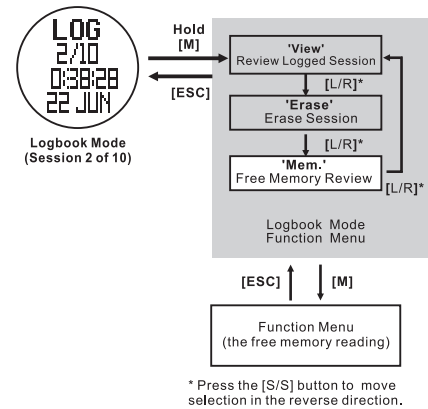 LOG
2/10
0:38:28
22 JUN
Logbook Mode
(Session 2 of 10)
Hold
[M]
[ESC]
'View'
Review Logged Session
[L/R]*
'Erase'
Erase Session
[L/R]*
'Mem.'
Free Memory Review
[L/R]*
Logbook Mode
Function Menu
[ESC]
[M]
Function Menu
(the free memory reading)
* Press the [S/S] button to move
selection in the reverse direction.